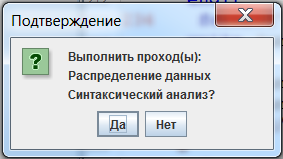 Подтверждение
Выполнить проход(ы):
Распределение данных
Синтаксический анализ?
Да Нет